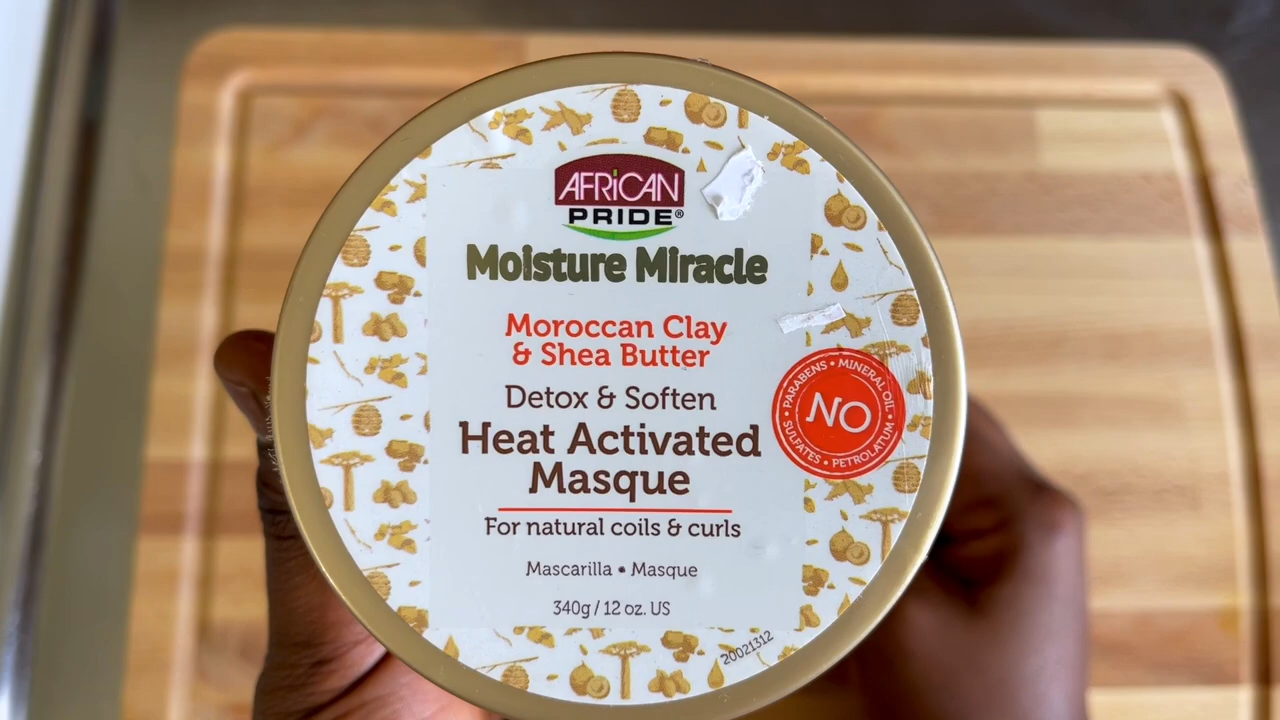 AFRICAN
PRIDE®
Moisture Miracle
Moroccan Clay
& Shea Butter
Detox & Soften
Heat Activated
Masque
For natural coils & curls
Mascarilla • Masque
340g / 12 oz. US
• PARABENS • MINERAL OIL
NO
SULFATES • PETROLATUM •
20021312